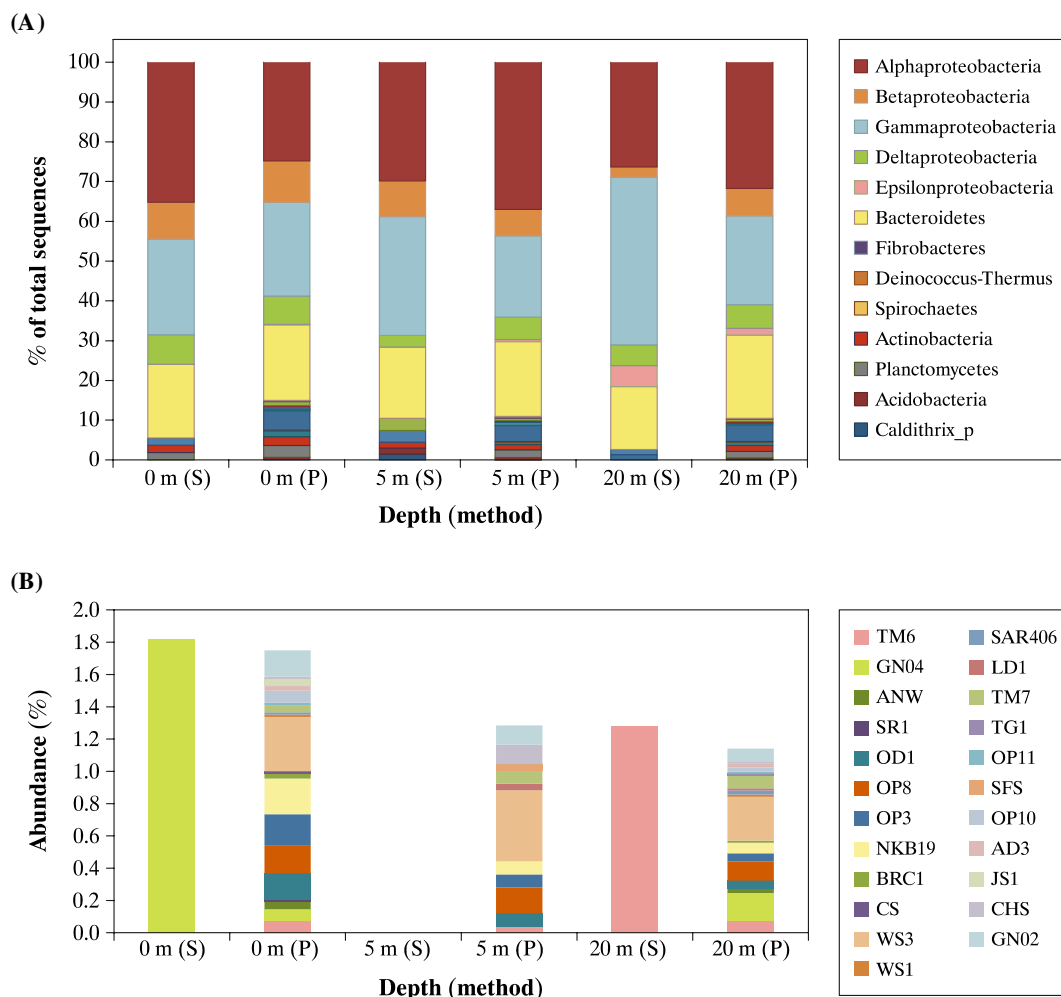 (A)
% of total sequences
100
90
80
70
60
50
40
30
20
10
0
0 m (S) 0 m (P) 5 m (S) 5 m (P) 20 m (S) 20 m (P)
Depth (method)
Alphaproteobacteria
Betaproteobacteria
Gammaproteobacteria
Deltaproteobacteria
Epsilonproteobacteria
Bacteroidetes
Fibrobacteres
Deinococcus-Thermus
Spirochaetes
Actinobacteria
Planctomycetes
Acidobacteria
Caldithrix_p
(B)
Abundance (%)
2.0
1.8
1.6
1.4
1.2
1.0
0.8
0.6
0.4
0.2
0.0
0 m (S) 0 m (P) 5 m (S) 5 m (P) 20 m (S) 20 m (P)
Depth (method)
TM6 SAR406
GN04 LD1
ANW TM7
SR1 TG1
OD1 OP11
OP8 SFS
OP3 OP10
NKB19 AD3
BRC1 JS1
CS CHS
WS3 GN02
WS1